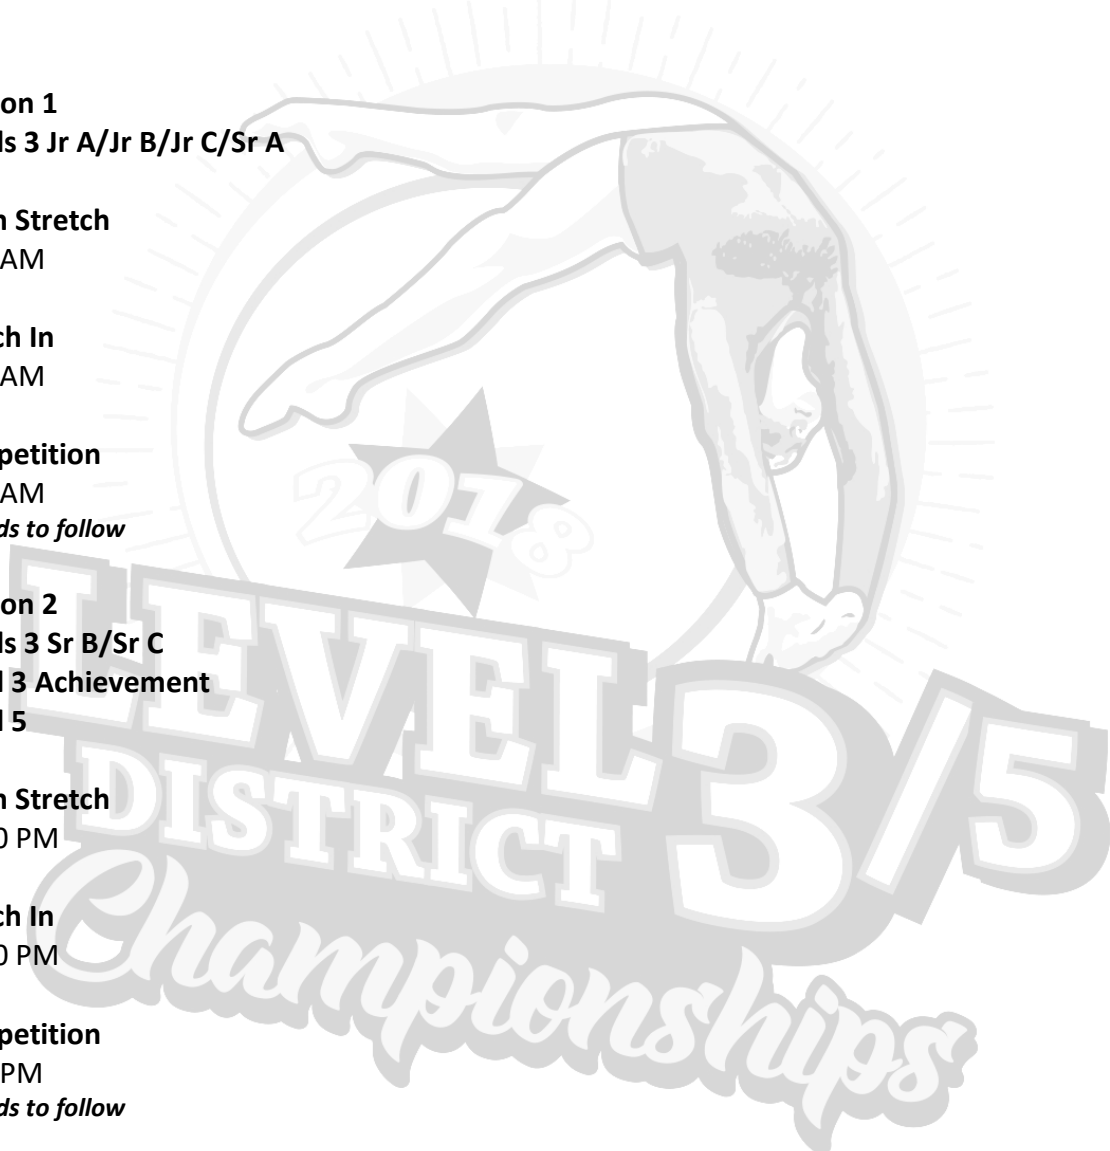 on 1
ls 3 Jr A/Jr B/Jr C/Sr A
n Stretch
AM
ch In
AM
petition
AM
ds to follow
on 2
ls 3 Sr B/Sr C
l 3 Achievement
l 5
n Stretch
0 PM
ch In
0 PM
petition
PM
ds to follow
2018
LEVEL 3/5
DISTRICT
Championships